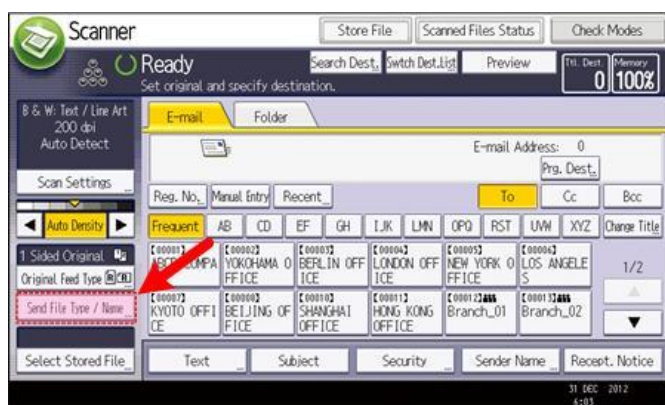 Scanner
Store File
Scanned Files Status
Check Modes
Ready
Set original and specify destination.
Search Dest.
Swtch Dest.List
Preview
Ttl. Dest.
0
Memory
100%
B & W: Text / Line Art
200 dpi
Auto Detect
Scan Settings
Auto Density
1 Sided Original
Original Feed Type
Send File Type / Name
Select Stored File
E-mail
Folder
E-mail Address: 0
Prg. Dest.
Reg. No.
Manual Entry
Recent
To
Cc
Bcc
Frequent
AB
CD
EF
GH
IJK
LMN
OPQ
RST
UVW
XYZ
Change Title
[00001]
[00002]
YOKOHAMA O
FFICE
[00003]
BERLIN OFF
ICE
[00004]
LONDON OFF
ICE
[00005]
NEW YORK O
FFICE
[00006]
LOS ANGELE
S
1/2
[00007]
KYOTO OFFI
CE
[00008]
BEIJING OF
FICE
[00010]
SHANGHAI
OFFICE
[00011]
HONG KONG
OFFICE
[00012]
Branch_01
[00013]
Branch_02
Text
Subject
Security
Sender Name
Recept. Notice
31 DEC 2012
6:03